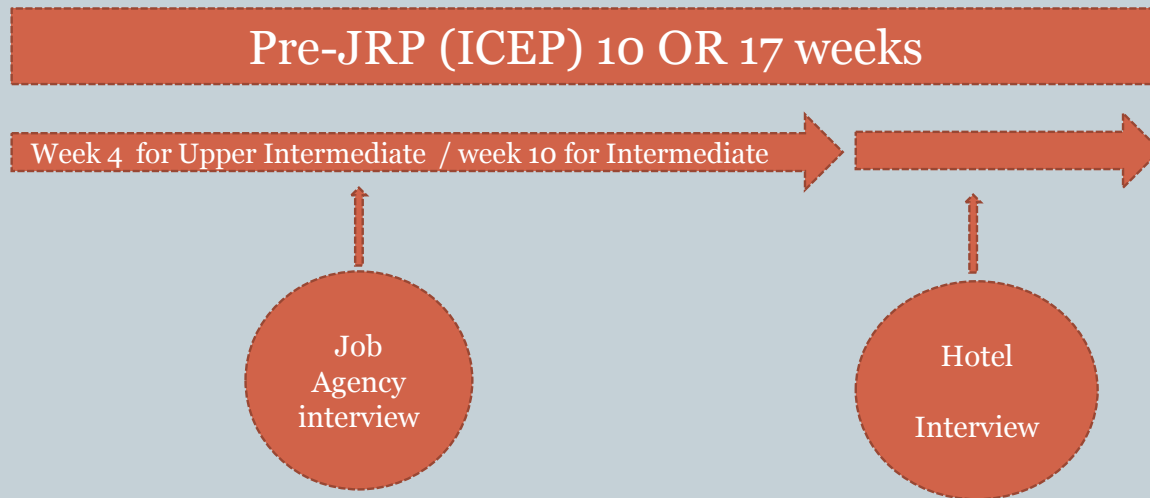 Pre-JRP (ICEP) 10 OR 17 weeks
Week 4 for Upper Intermediate / week 10 for Intermediate
Job
Agency
interview
Hotel
Interview